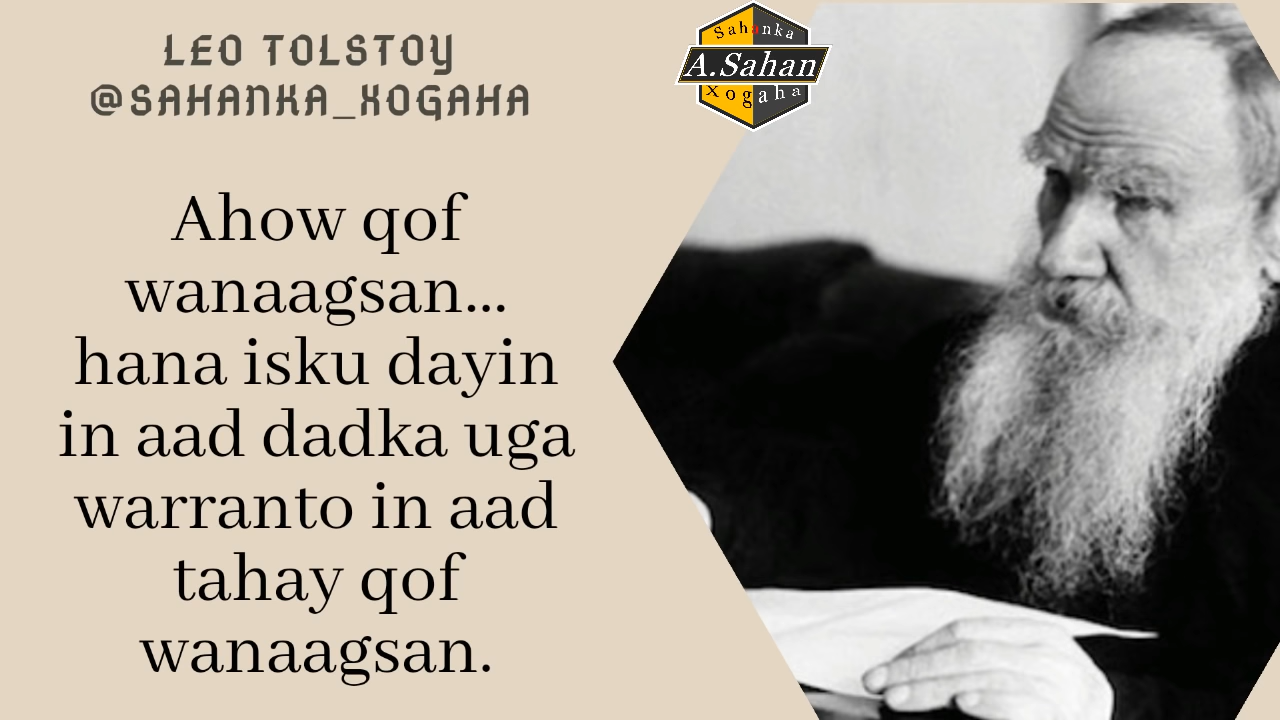 LEO TOLSTOY
@SAHANKA_XOGAHA
Sahanka
A.Sahan
Xogaha
Ahow qof
wanaagsan...
hana isku dayin
in aad dadka uga
warranto in aad
tahay qof
wanaagsan.